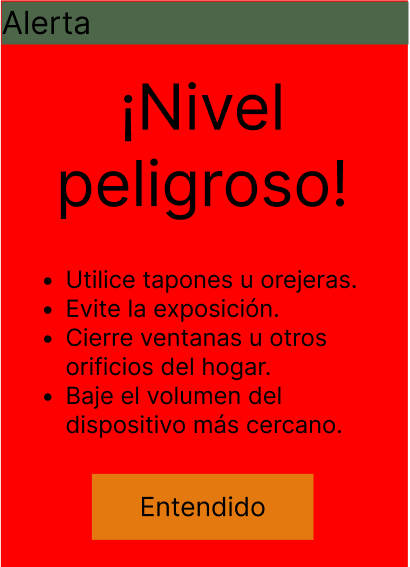 Alerta
¡Nivel
peligroso!
• Utilice tapones u orejeras.
• Evite la exposición.
• Cierre ventanas u otros
orificios del hogar.
• Baje el volumen del
dispositivo más cercano.
Entendido